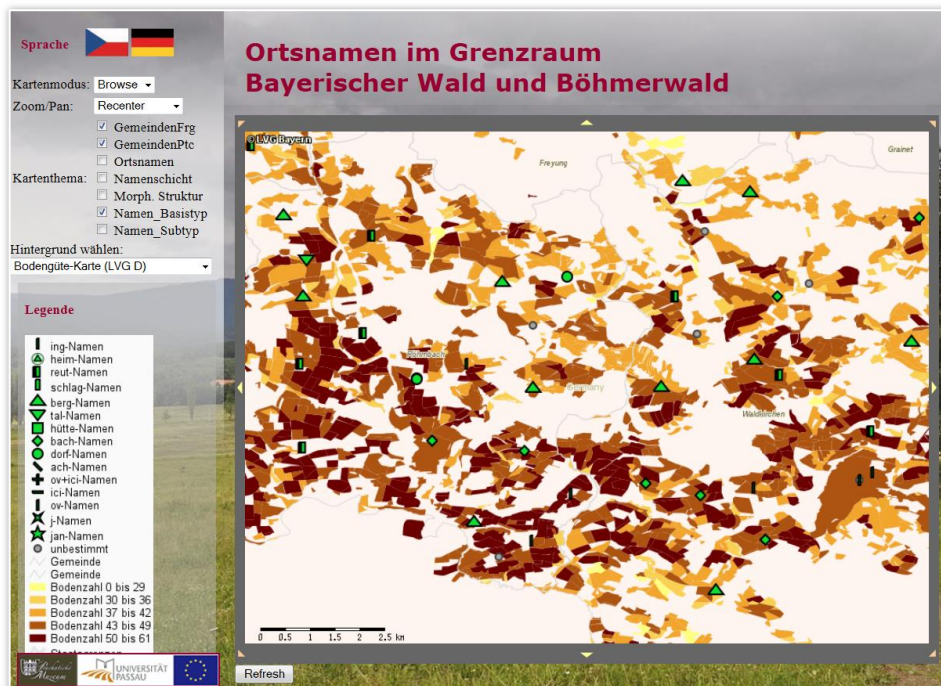 Sprache
Ortsnamen im Grenzraum
Bayerischer Wald und Böhmerwald
Kartenmodus: Browse
Zoom/Pan: Recenter
GemeindenFrg
GemeindenPtc
Ortsnamen
Kartenthema: Namenschicht
Morph. Struktur
Namen_Basistyp
Namen_Subtyp
Hintergrund wählen:
Bodengüte-Karte (LVG D)
Legende
ing-Namen
heim-Namen
reut-Namen
schlag-Namen
berg-Namen
tal-Namen
hütte-Namen
bach-Namen
dorf-Namen
ach-Namen
ov+ici-Namen
ici-Namen
ov-Namen
j-Namen
jan-Namen
unbestimmt
Gemeinde
Gemeinde
Bodenzahl 0 bis 29
Bodenzahl 30 bis 36
Bodenzahl 37 bis 42
Bodenzahl 43 bis 49
Bodenzahl 50 bis 61
Museum
UNIVERSITÄT
PASSAU
© LVG Bayern
Freyung
Grainet
Röhrnbach
Germany
Waldkirchen
0 0.5 1 1.5 2 2.5 km
Refresh